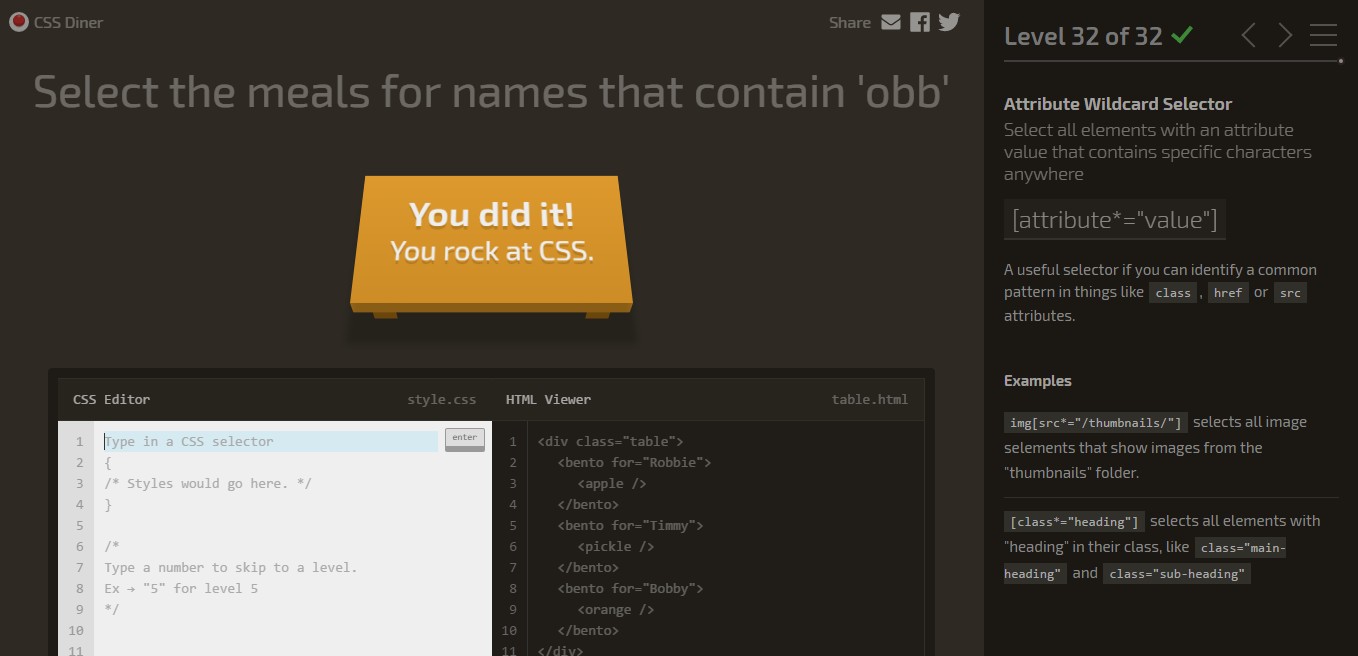 CSS Diner
Share
Select the meals for names that contain 'obb'
You did it!
You rock at CSS.
CSS Editor
style.css
1 Type in a CSS selector
enter
2 {
3 /* Styles would go here. */
4 }
5
6 /*
7 Type a number to skip to a level.
8 Ex → "5" for level 5
9 */
10
11
HTML Viewer
table.html
1 <div class="table">
2 <bento for="Robbie">
3 <apple />
4 </bento>
5 <bento for="Timmy">
6 <pickle />
7 </bento>
8 <bento for="Bobby">
9 <orange />
10 </bento>
11 </div>
Level 32 of 32
Attribute Wildcard Selector
Select all elements with an attribute
value that contains specific characters
anywhere
[attribute*="value"]
A useful selector if you can identify a common
pattern in things like class , href or src
attributes.
Examples
img[src*="/thumbnails/"] selects all image
selements that show images from the
"thumbnails" folder.
[class*="heading"] selects all elements with
"heading" in their class, like class="main-
heading" and class="sub-heading"